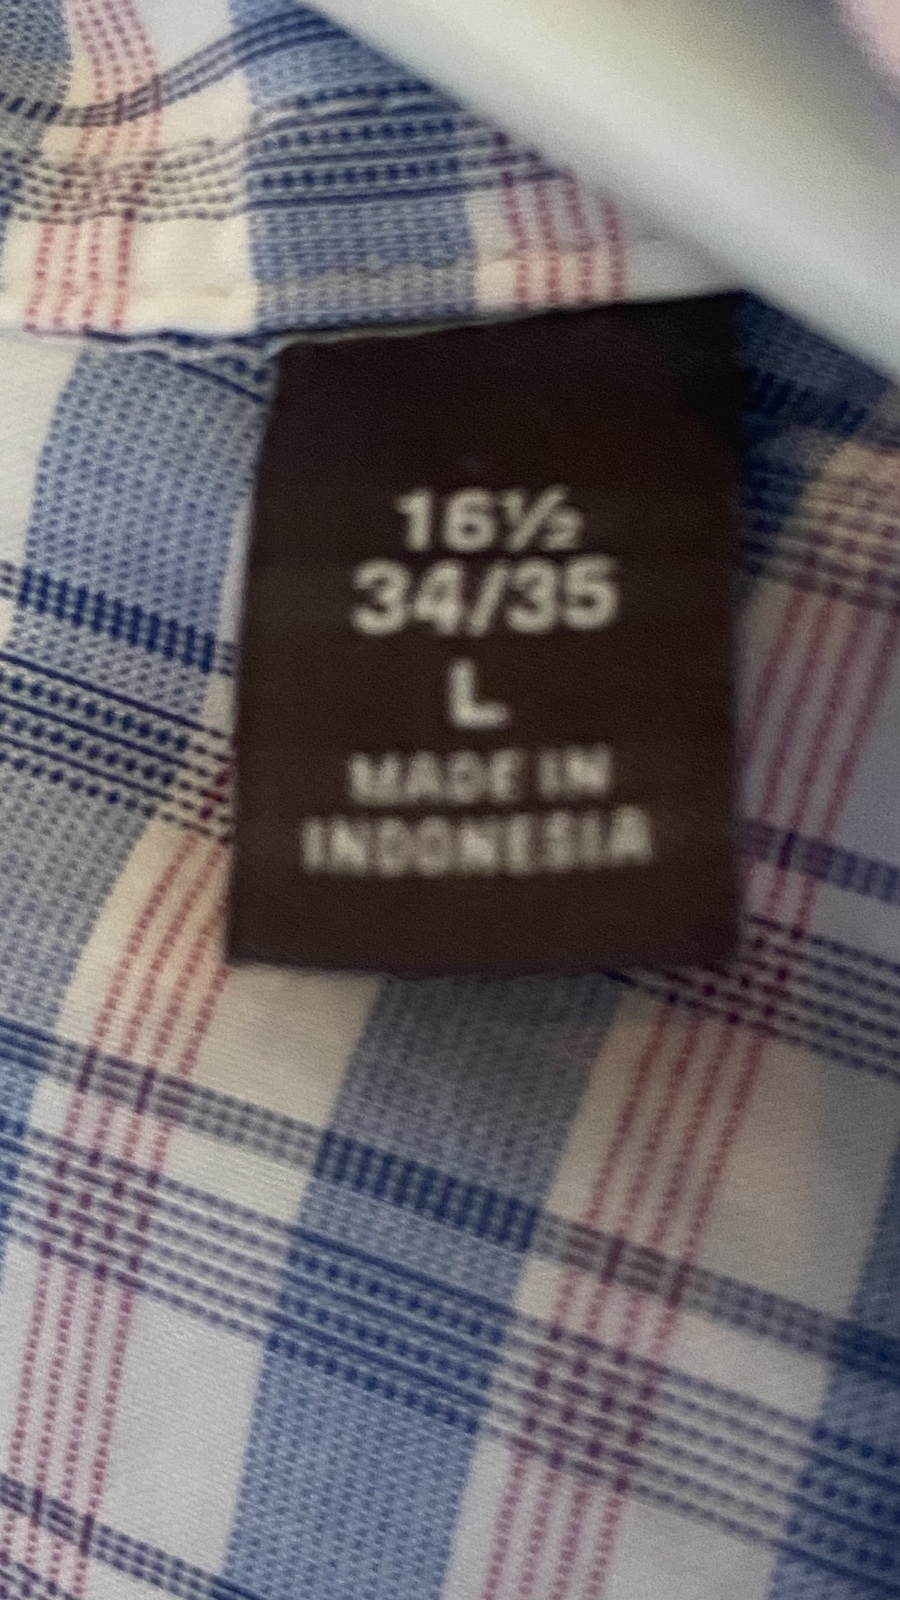 16½
34/35
L
MADE IN
INDONESIA